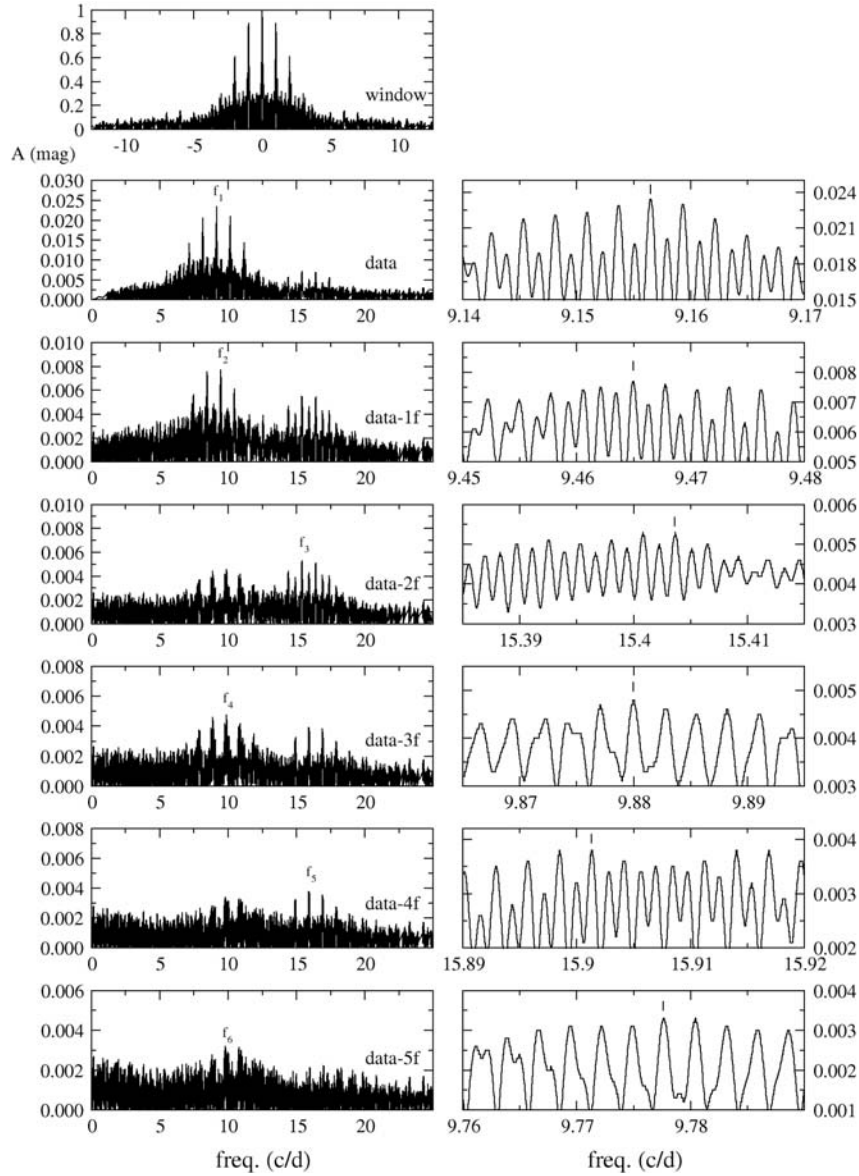 1
0.8
0.6
0.4
0.2
0
window
-10 -5 0 5 10
A (mag)
0.030
0.025
0.020
0.015
0.010
0.005
0.000
f1
data
0 5 10 15 20
0.024
0.021
0.018
0.015
9.14 9.15 9.16 9.17
0.010
0.008
0.006
0.004
0.002
0.000
f2
data-1f
0 5 10 15 20
0.008
0.007
0.006
0.005
9.45 9.46 9.47 9.48
0.010
0.008
0.006
0.004
0.002
0.000
f3
data-2f
0 5 10 15 20
0.006
0.005
0.004
0.003
15.39 15.4 15.41
0.008
0.006
0.004
0.002
0.000
f4
data-3f
0 5 10 15 20
0.005
0.004
0.003
9.87 9.88 9.89
0.008
0.006
0.004
0.002
0.000
f5
data-4f
0 5 10 15 20
0.004
0.003
0.002
15.89 15.9 15.91 15.92
0.006
0.004
0.002
0.000
f6
data-5f
0 5 10 15 20
0.004
0.003
0.002
0.001
9.76 9.77 9.78
freq. (c/d) freq. (c/d)